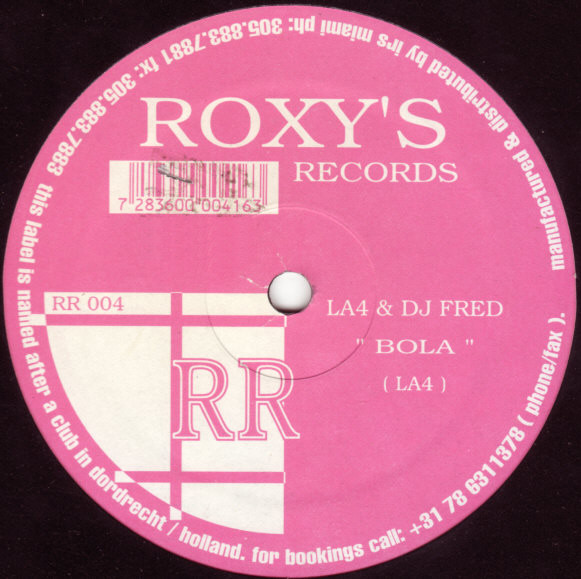 ROXY'S
RECORDS
7 283600 004163
RR 004
LA4 & DJ FRED
" BOLA "
( LA4 )
RR
manufactured & distributed by irs miami ph: 305.883.7881 fx: 305.883.7883 this label is named after a club in dordrecht / holland. for bookings call: +31 78 6311378 ( phone/fax ).